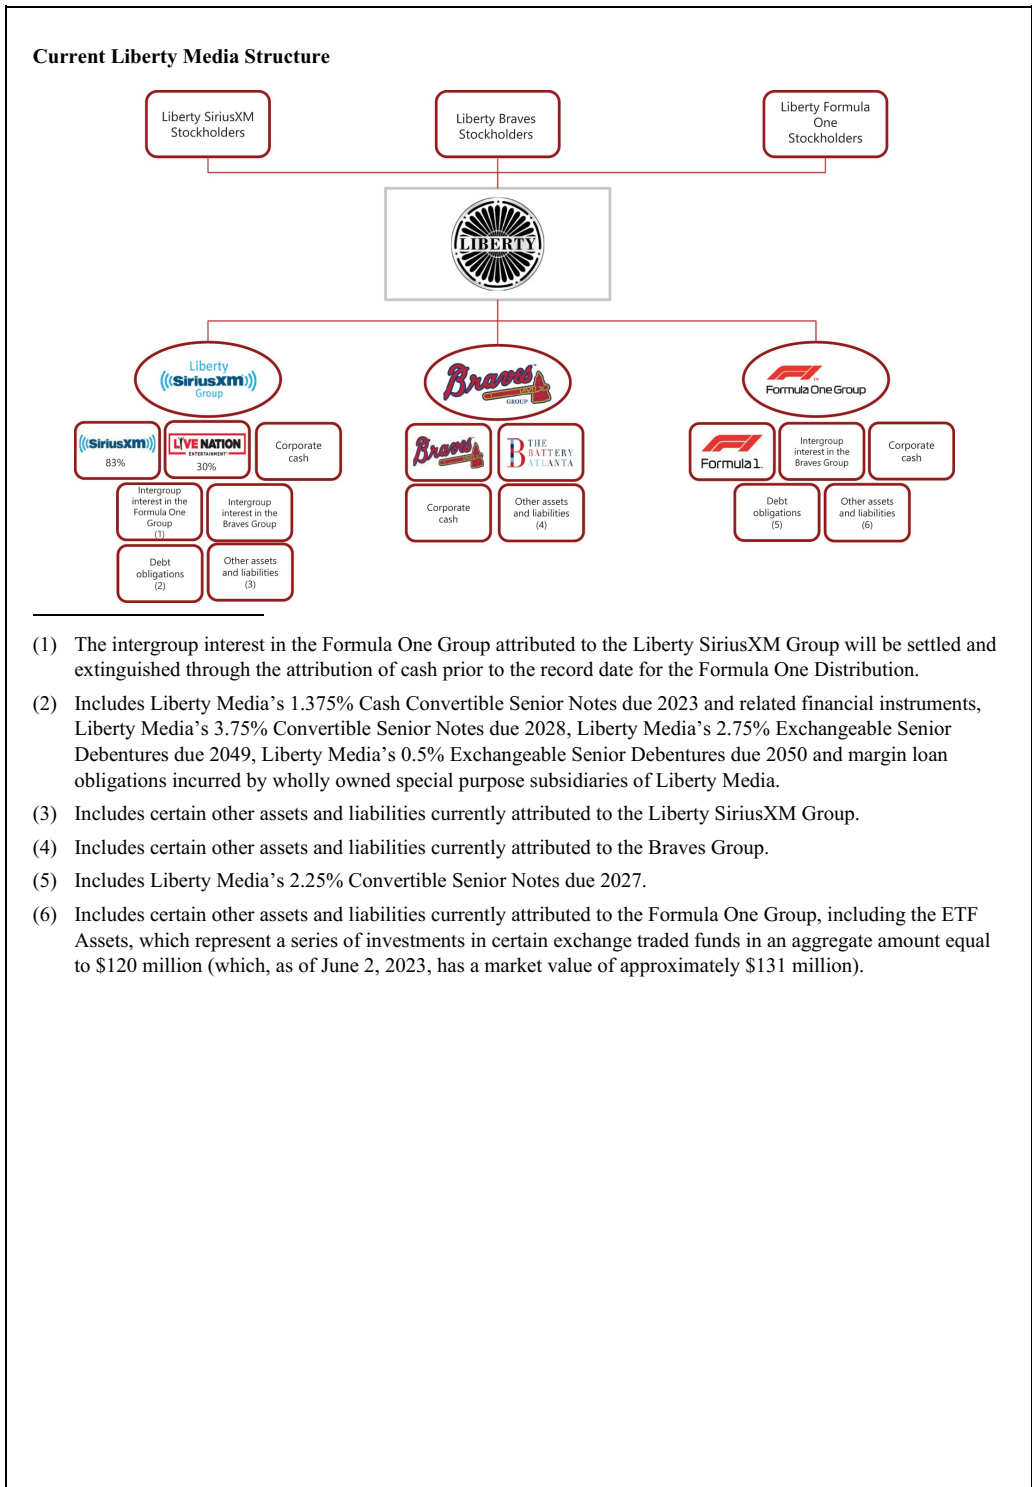 Current Liberty Media Structure
Liberty SiriusXM
Stockholders
Liberty Braves
Stockholders
Liberty Formula
One
Stockholders
LIBERTY
Liberty
((SiriusXM))
Group
Braves
GROUP
F1
Formula One Group
((SiriusXM))
83%
LIVE NATION
ENTERTAINMENT
30%
Corporate
cash
Intergroup
interest in the
Formula One
Group
(1)
Intergroup
interest in the
Braves Group
Debt
obligations
(2)
Other assets
and liabilities
(3)
Braves
B THE
BATTERY
ATLANTA
Corporate
cash
Other assets
and liabilities
(4)
F1
Formula 1.
Intergroup
interest in the
Braves Group
Corporate
cash
Debt
obligations
(5)
Other assets
and liabilities
(6)
(1) The intergroup interest in the Formula One Group attributed to the Liberty SiriusXM Group will be settled and
extinguished through the attribution of cash prior to the record date for the Formula One Distribution.
(2) Includes Liberty Media’s 1.375% Cash Convertible Senior Notes due 2023 and related financial instruments,
Liberty Media’s 3.75% Convertible Senior Notes due 2028, Liberty Media’s 2.75% Exchangeable Senior
Debentures due 2049, Liberty Media’s 0.5% Exchangeable Senior Debentures due 2050 and margin loan
obligations incurred by wholly owned special purpose subsidiaries of Liberty Media.
(3) Includes certain other assets and liabilities currently attributed to the Liberty SiriusXM Group.
(4) Includes certain other assets and liabilities currently attributed to the Braves Group.
(5) Includes Liberty Media’s 2.25% Convertible Senior Notes due 2027.
(6) Includes certain other assets and liabilities currently attributed to the Formula One Group, including the ETF
Assets, which represent a series of investments in certain exchange traded funds in an aggregate amount equal
to $120 million (which, as of June 2, 2023, has a market value of approximately $131 million).